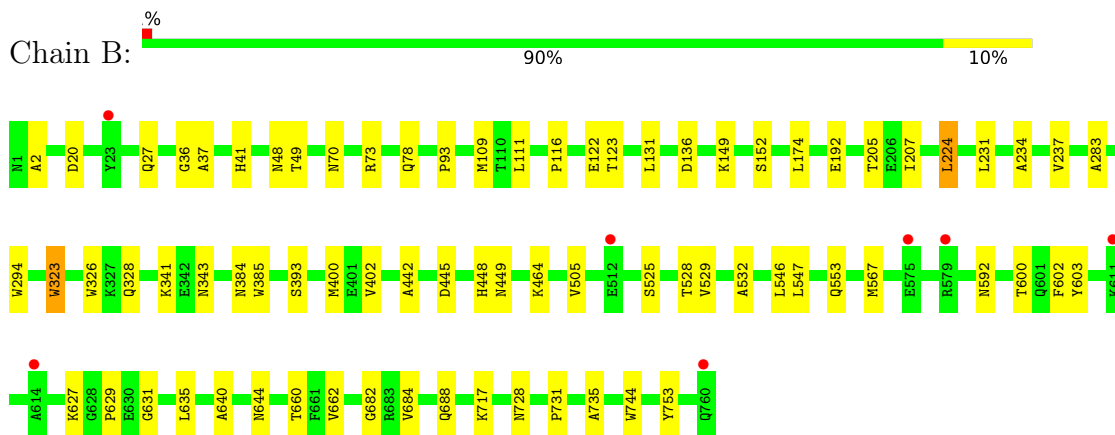 %
Chain B:
90% 10%
N1 A2 D20 Y23 Q27 G36 A37 H41 N48 T49 N70 R73 Q78 P93 M109 T110 L111 P116 E122 T123 L131 D136 K149 S152 L174 E192 T205 E206 I207 L224 L231 A234 V237 A283
W294 W323 W326 K327 Q328 K341 E342 N343 N384 W385 S393 M400 E401 V402 A442 D445 H448 N449 K464 V505 E512 S525 T528 V529 A532 L546 L547 Q553 M567 E575 R579 N592 T600 Q601 F602 Y603 K611
A614 K627 G628 P629 E630 G631 L635 A640 N644 T660 F661 V662 G682 R683 V684 Q688 K717 N728 P731 A735 W744 Y753 Q760